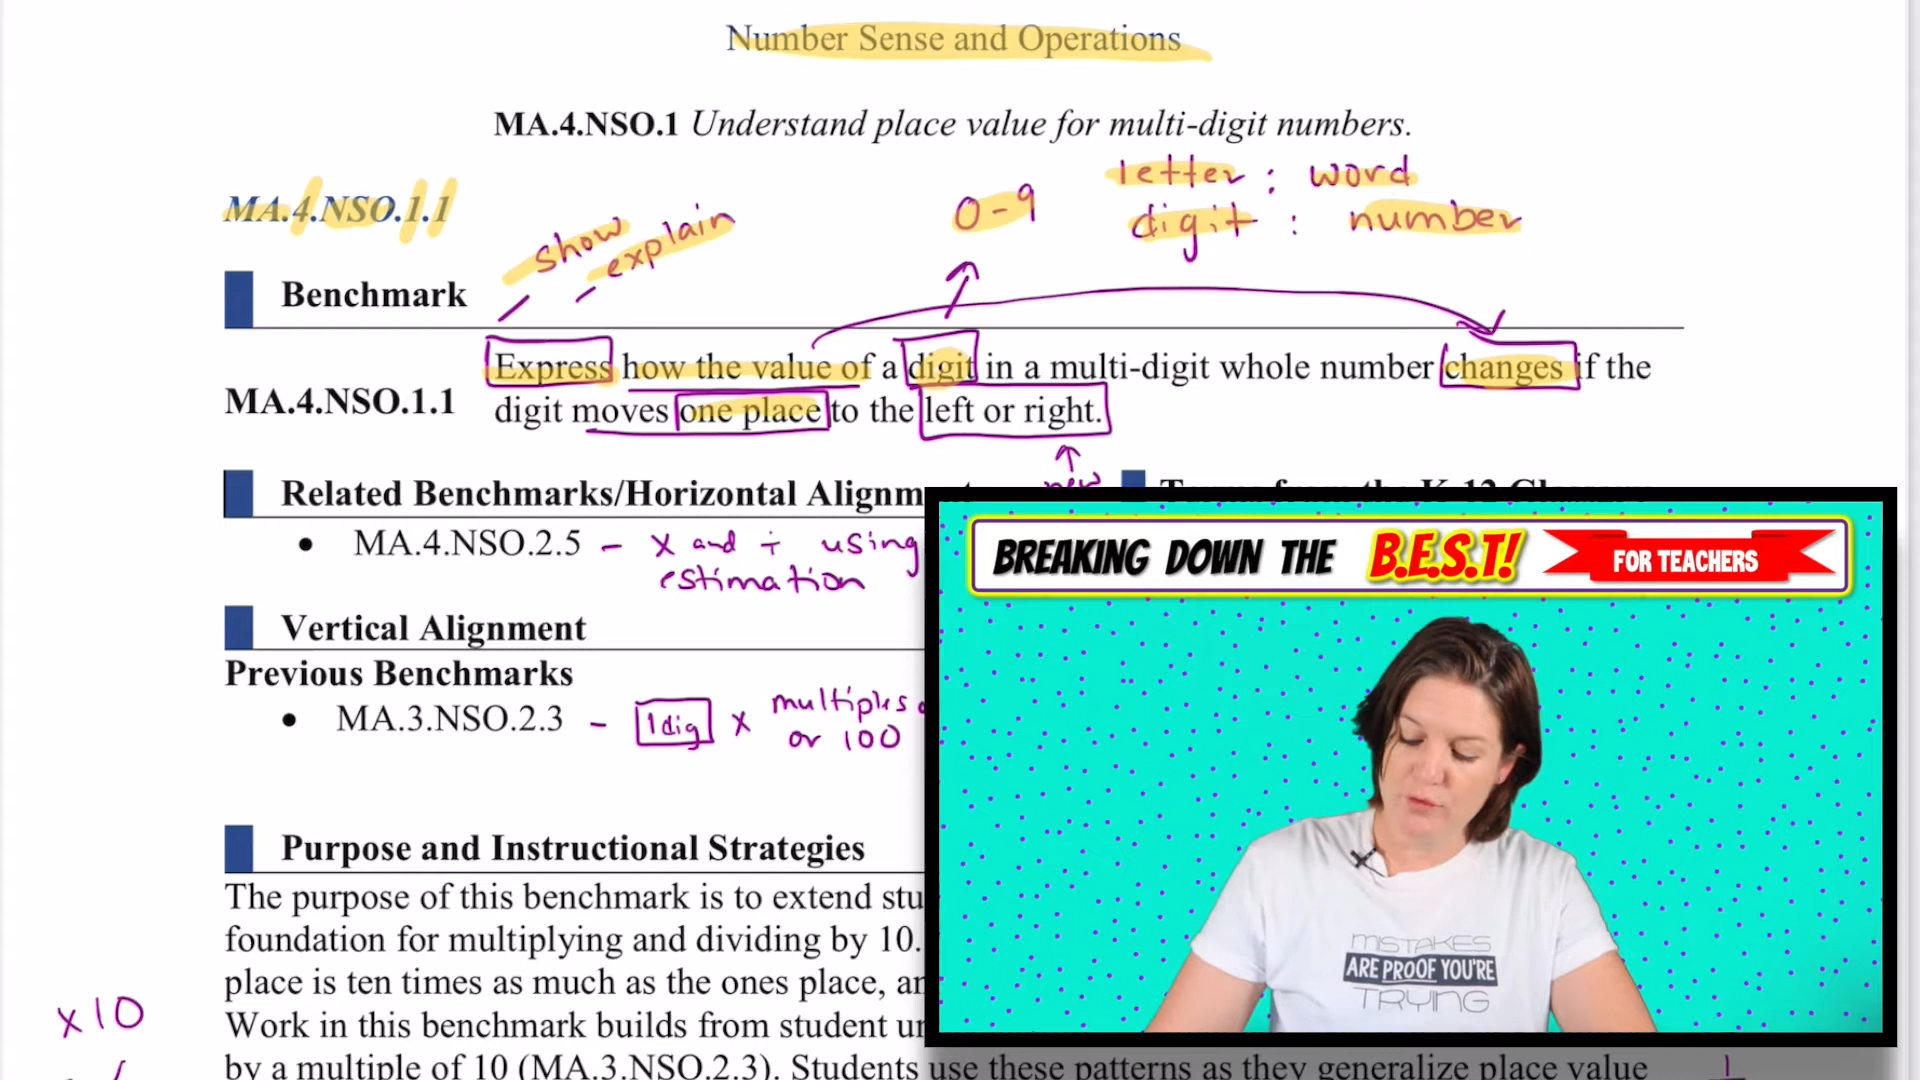 Number Sense and Operations
MA.4.NSO.1 Understand place value for multi-digit numbers.
letter : word
MA.4.NSO.1.1
show
explain
0-9
digit : number
Benchmark
Express how the value of a digit in a multi-digit whole number changes if the
MA.4.NSO.1.1
digit moves one place to the left or right.
new
Related Benchmarks/Horizontal Alignment
Terms from the K-12 Glossary
• MA.4.NSO.2.5 - x and ÷ using
estimation
Vertical Alignment
Previous Benchmarks
• MA.3.NSO.2.3 - 1dig x multiples
or 100
Purpose and Instructional Strategies
The purpose of this benchmark is to extend stu
foundation for multiplying and dividing by 10.
place is ten times as much as the ones place, an
x10
Work in this benchmark builds from student un
by a multiple of 10 (MA.3.NSO.2.3). Students use these patterns as they generalize place value
BREAKING DOWN THE B.E.S.T! FOR TEACHERS
MISTAKES
ARE PROOF YOU'RE
TRYING